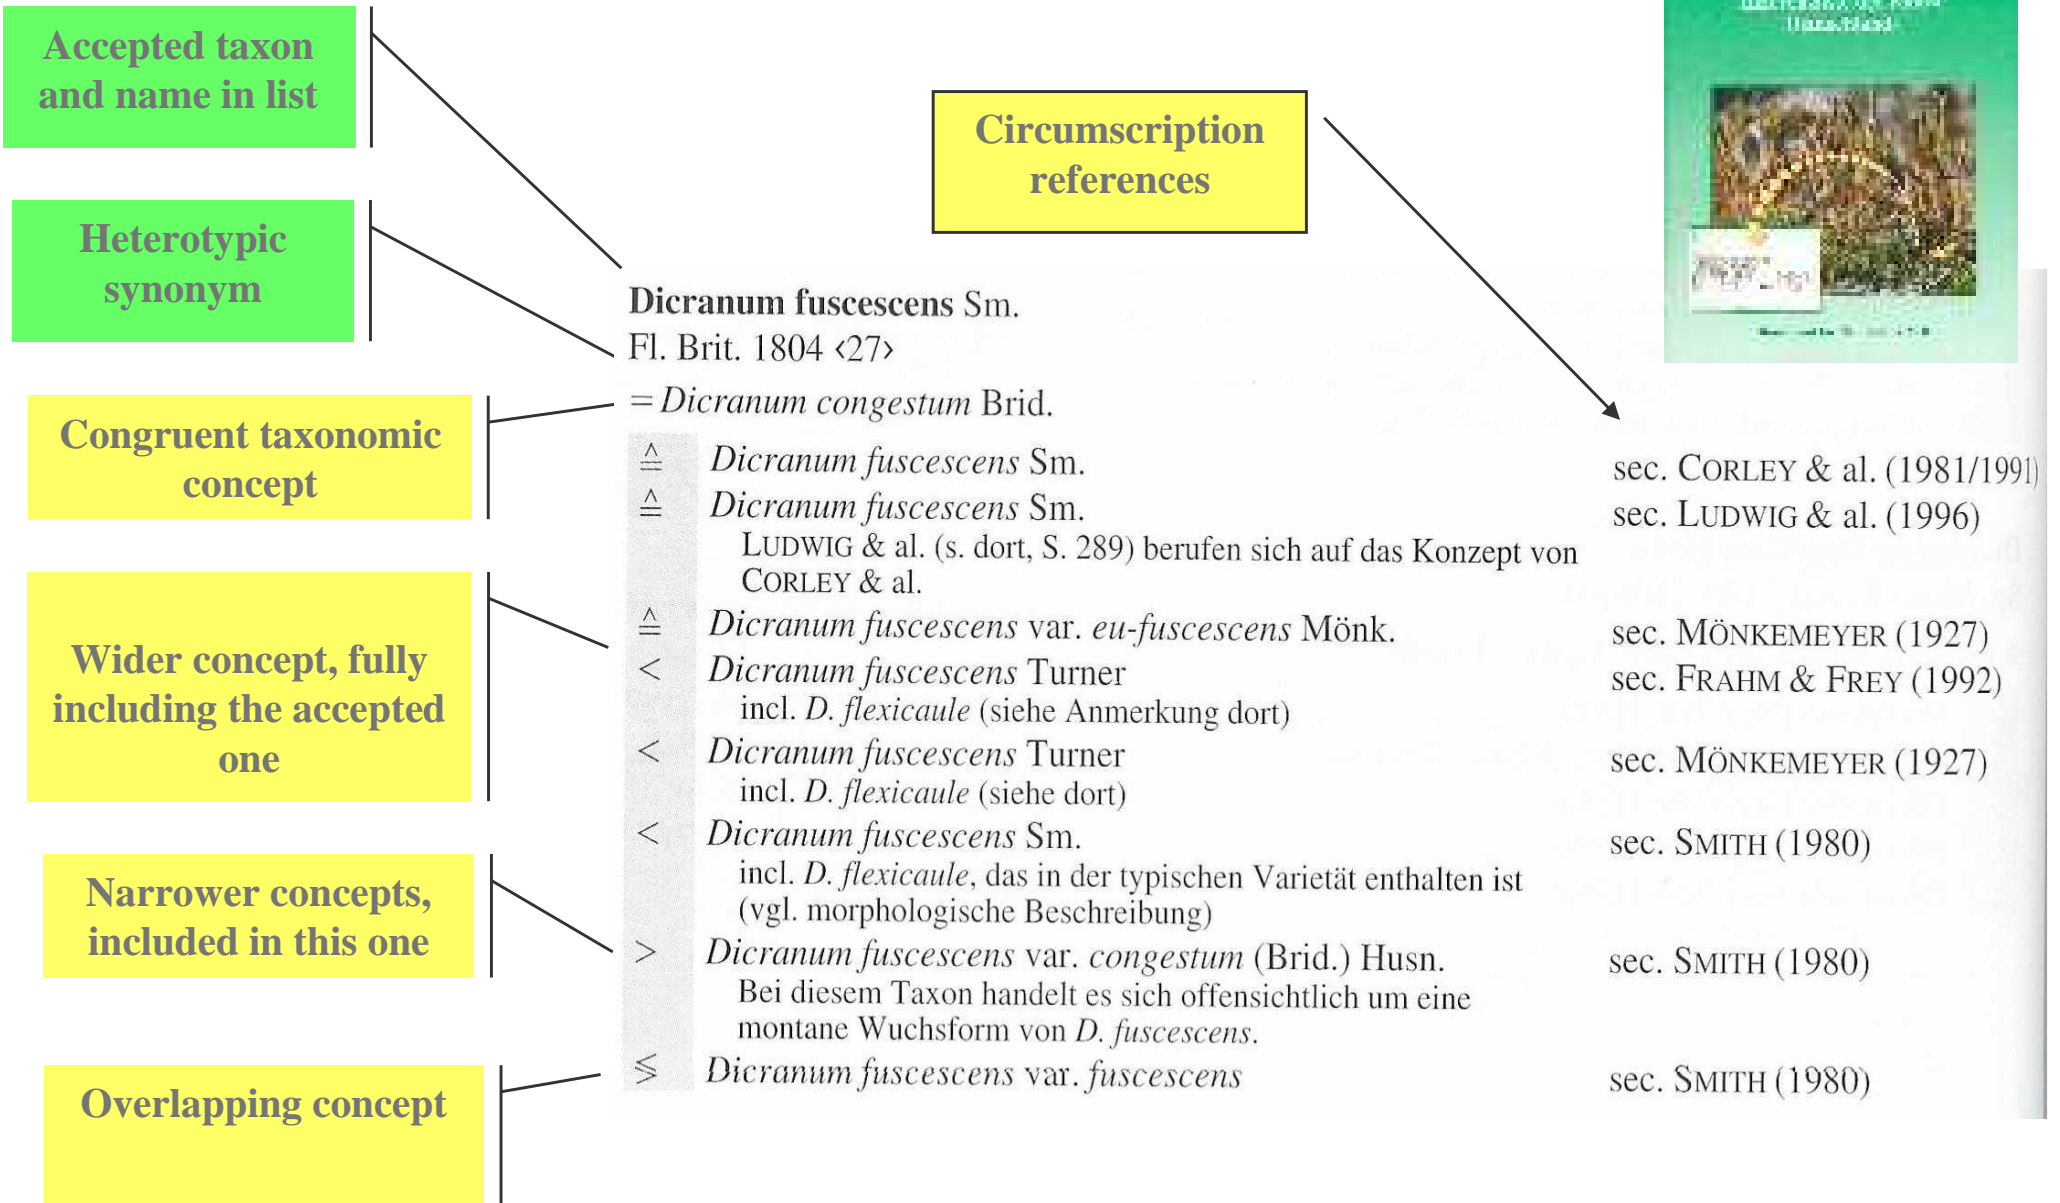 Accepted taxon
and name in list
Heterotypic
synonym
Congruent taxonomic
concept
Wider concept, fully
including the accepted
one
Narrower concepts,
included in this one
Overlapping concept
Circumscription
references
Deutschland
Dicranum fuscescens Sm.
Fl. Brit. 1804 ‹27›
= Dicranum congestum Brid.
≙ Dicranum fuscescens Sm. sec. CORLEY & al. (1981/1991)
≙ Dicranum fuscescens Sm. sec. LUDWIG & al. (1996)
LUDWIG & al. (s. dort, S. 289) berufen sich auf das Konzept von
CORLEY & al.
≙ Dicranum fuscescens var. eu-fuscescens Mönk. sec. MÖNKEMEYER (1927)
< Dicranum fuscescens Turner sec. FRAHM & FREY (1992)
incl. D. flexicaule (siehe Anmerkung dort)
< Dicranum fuscescens Turner sec. MÖNKEMEYER (1927)
incl. D. flexicaule (siehe dort)
< Dicranum fuscescens Sm. sec. SMITH (1980)
incl. D. flexicaule, das in der typischen Varietät enthalten ist
(vgl. morphologische Beschreibung)
> Dicranum fuscescens var. congestum (Brid.) Husn. sec. SMITH (1980)
Bei diesem Taxon handelt es sich offensichtlich um eine
montane Wuchsform von D. fuscescens.
≶ Dicranum fuscescens var. fuscescens sec. SMITH (1980)